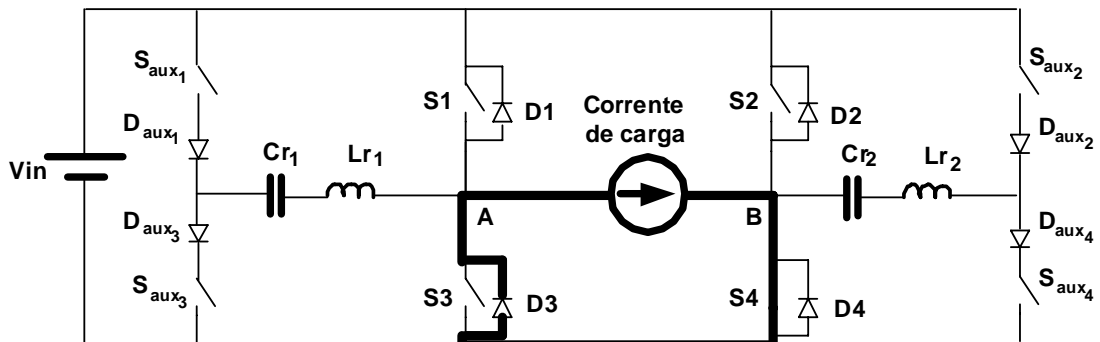 Saux1
Saux2
S1
D1
S2
D2
Corrente
de carga
Daux1
Daux2
Cr1
Lr1
Cr2
Lr2
Vin
A
B
Daux3
Daux4
S3
D3
S4
D4
Saux3
Saux4